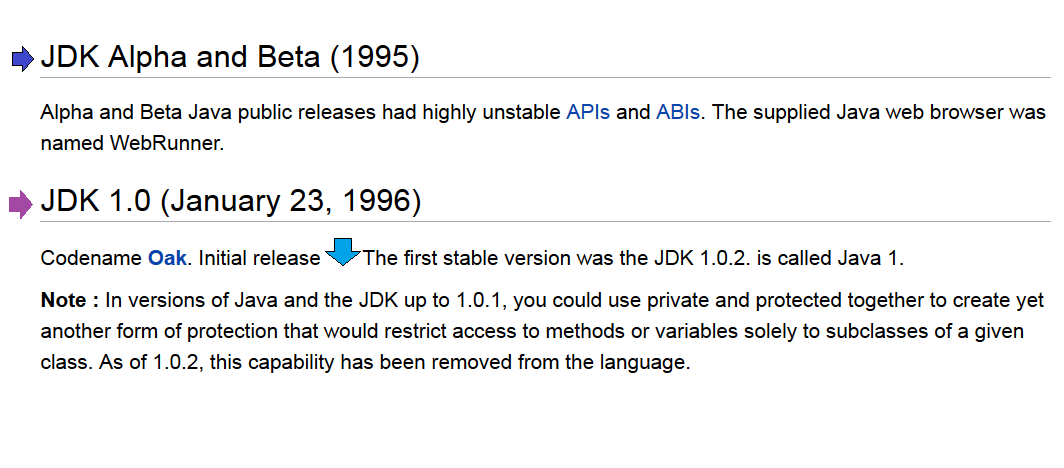 JDK Alpha and Beta (1995)
Alpha and Beta Java public releases had highly unstable APIs and ABIs. The supplied Java web browser was
named WebRunner.
JDK 1.0 (January 23, 1996)
Codename Oak. Initial release The first stable version was the JDK 1.0.2. is called Java 1.
Note : In versions of Java and the JDK up to 1.0.1, you could use private and protected together to create yet
another form of protection that would restrict access to methods or variables solely to subclasses of a given
class. As of 1.0.2, this capability has been removed from the language.